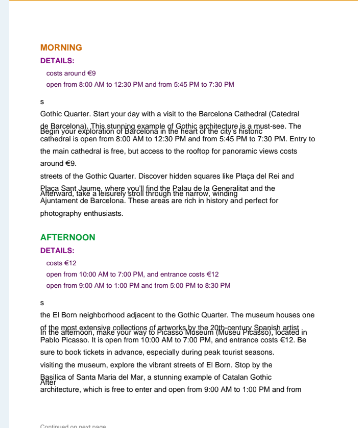 MORNING
DETAILS:
costs around €9
open from 8:00 AM to 12:30 PM and from 5:45 PM to 7:30 PM
s
Gothic Quarter. Start your day with a visit to the Barcelona Cathedral (Catedral
de Barcelona). This stunning example of Gothic architecture is a must-see. The
Begin your exploration of Barcelona in the heart of the city's historic
cathedral is open from 8:00 AM to 12:30 PM and from 5:45 PM to 7:30 PM. Entry to
the main cathedral is free, but access to the rooftop for panoramic views costs
around €9.
streets of the Gothic Quarter. Discover hidden squares like Plaça del Rei and
Plaça Sant Jaume, where you'll find the Palau de la Generalitat and the
Afterward, take a leisurely stroll through the narrow, winding
Ajuntament de Barcelona. These areas are rich in history and perfect for
photography enthusiasts.
AFTERNOON
DETAILS:
costs €12
open from 10:00 AM to 7:00 PM, and entrance costs €12
open from 9:00 AM to 1:00 PM and from 5:00 PM to 8:30 PM
s
the El Born neighborhood adjacent to the Gothic Quarter. The museum houses one
of the most extensive collections of artworks by the 20th-century Spanish artist
In the afternoon, make your way to Picasso Museum (Museu Picasso), located in
Pablo Picasso. It is open from 10:00 AM to 7:00 PM, and entrance costs €12. Be
sure to book tickets in advance, especially during peak tourist seasons.
visiting the museum, explore the vibrant streets of El Born. Stop by the
Basilica of Santa Maria del Mar, a stunning example of Catalan Gothic
After
architecture, which is free to enter and open from 9:00 AM to 1:00 PM and from
Continued on next page